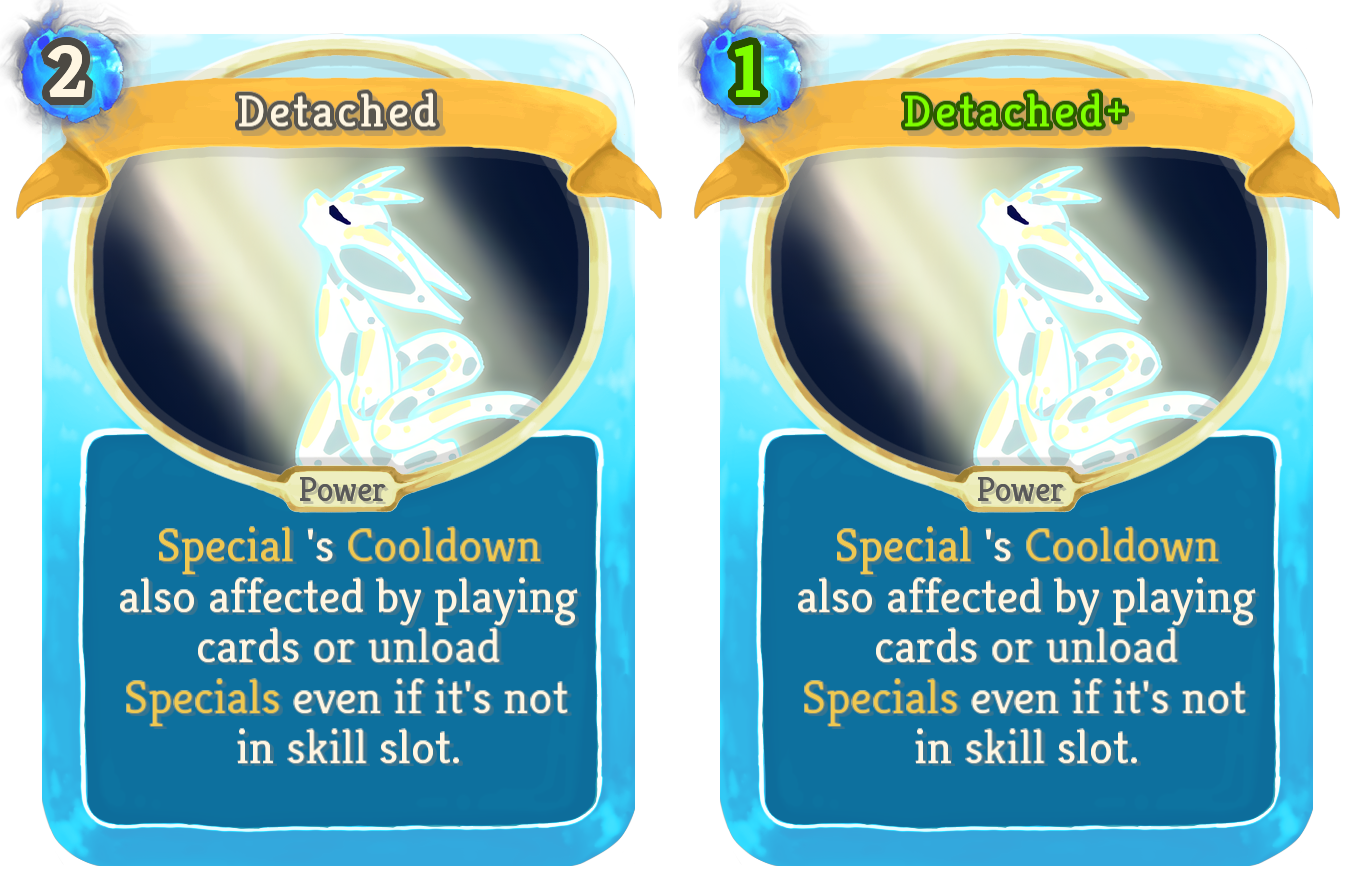 2
Detached
Power
Special 's Cooldown
also affected by playing
cards or unload
Specials even if it's not
in skill slot.
1
Detached+
Power
Special 's Cooldown
also affected by playing
cards or unload
Specials even if it's not
in skill slot.